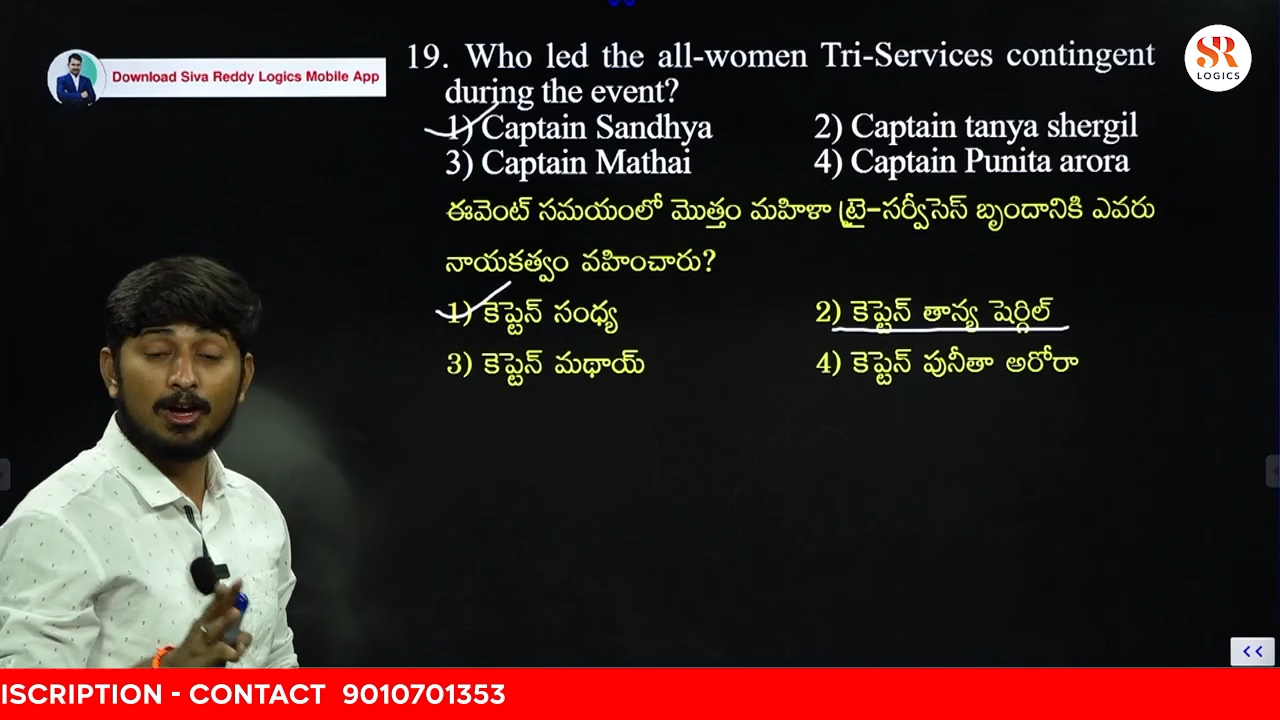 Download Siva Reddy Logics Mobile App
SR
LOGICS
19. Who led the all-women Tri-Services contingent
during the event?
1) Captain Sandhya 2) Captain tanya shergil
3) Captain Mathai 4) Captain Punita arora
ఈవెంట్ సమయంలో మొత్తం మహిళా ట్రై-సర్వీసెస్ బృందానికి ఎవరు
నాయకత్వం వహించారు?
1) కెప్టెన్ సంధ్య 2) కెప్టెన్ తాన్య షెర్గిల్
3) కెప్టెన్ మథాయ్ 4) కెప్టెన్ పునీతా అరోరా
<<
ISCRIPTION - CONTACT 9010701353